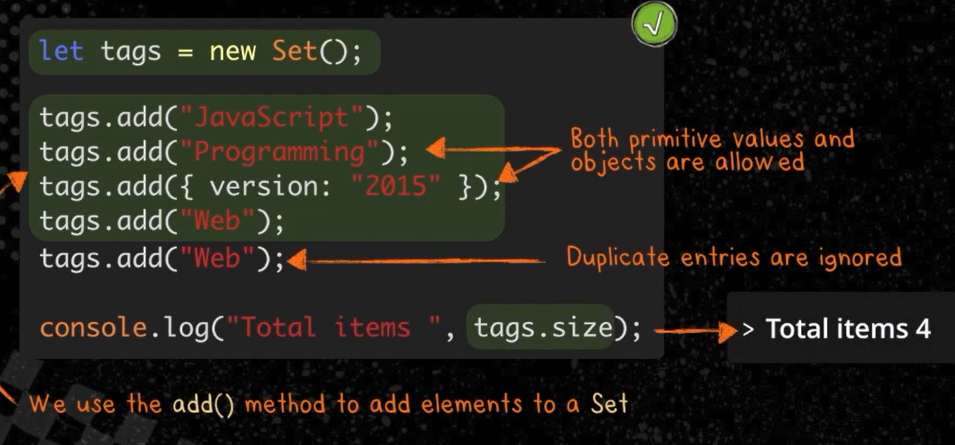 let tags = new Set();
tags.add("JavaScript");
tags.add("Programming");
Both primitive values and
objects are allowed
tags.add({ version: "2015" });
tags.add("Web");
tags.add("Web");
Duplicate entries are ignored
console.log("Total items ", tags.size);
> Total items 4
We use the add() method to add elements to a Set